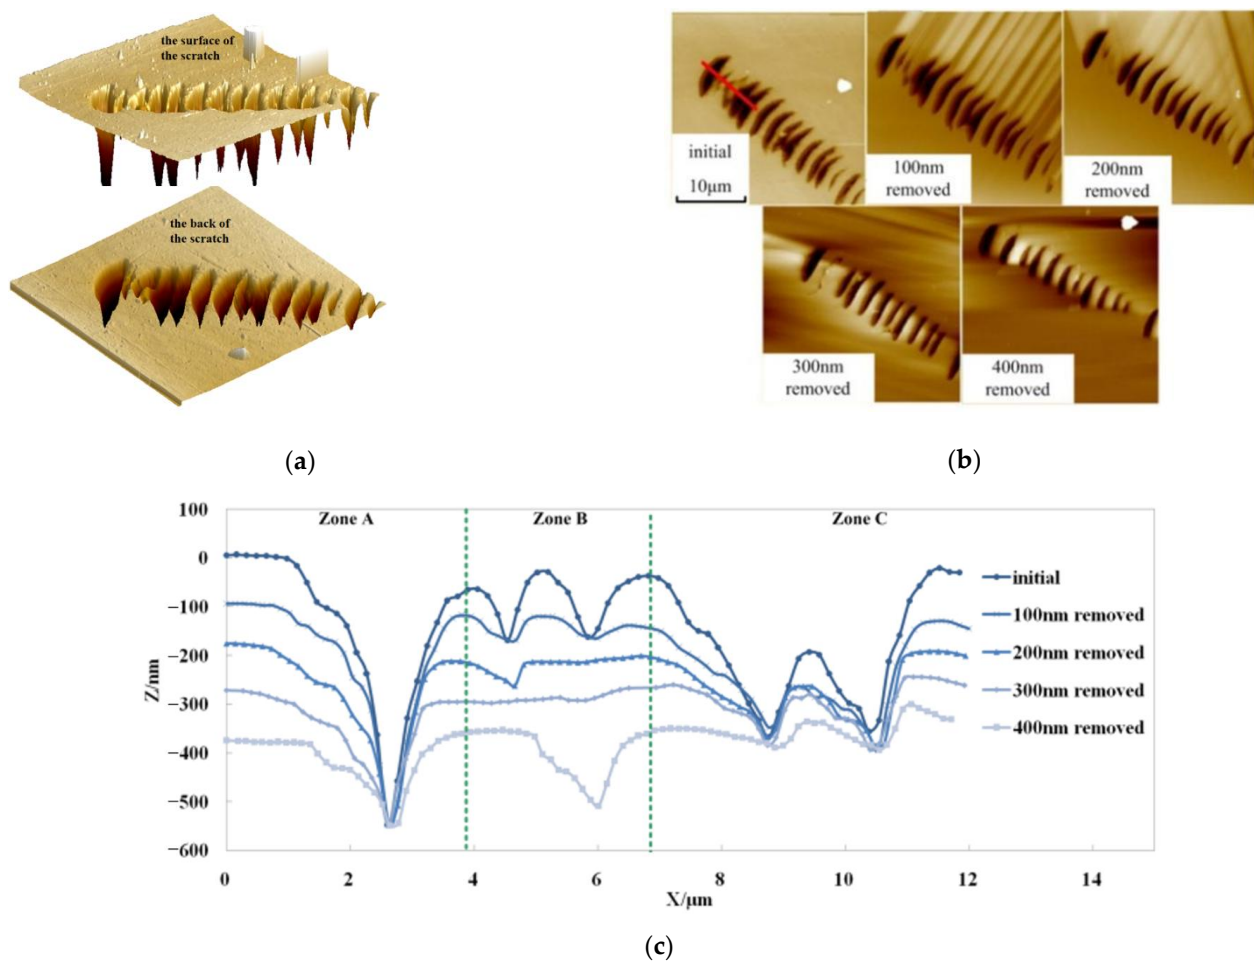 the surface of
the scratch
the back of
the scratch
(a)
initial
10μm
100nm
removed
200nm
removed
300nm
removed
400nm
removed
(b)
Zone A
Zone B
Zone C
100
0
−100
−200
−300
−400
−500
−600
Z/nm
initial
100nm removed
200nm removed
300nm removed
400nm removed
0
2
4
6
8
10
12
14
X/μm
(c)